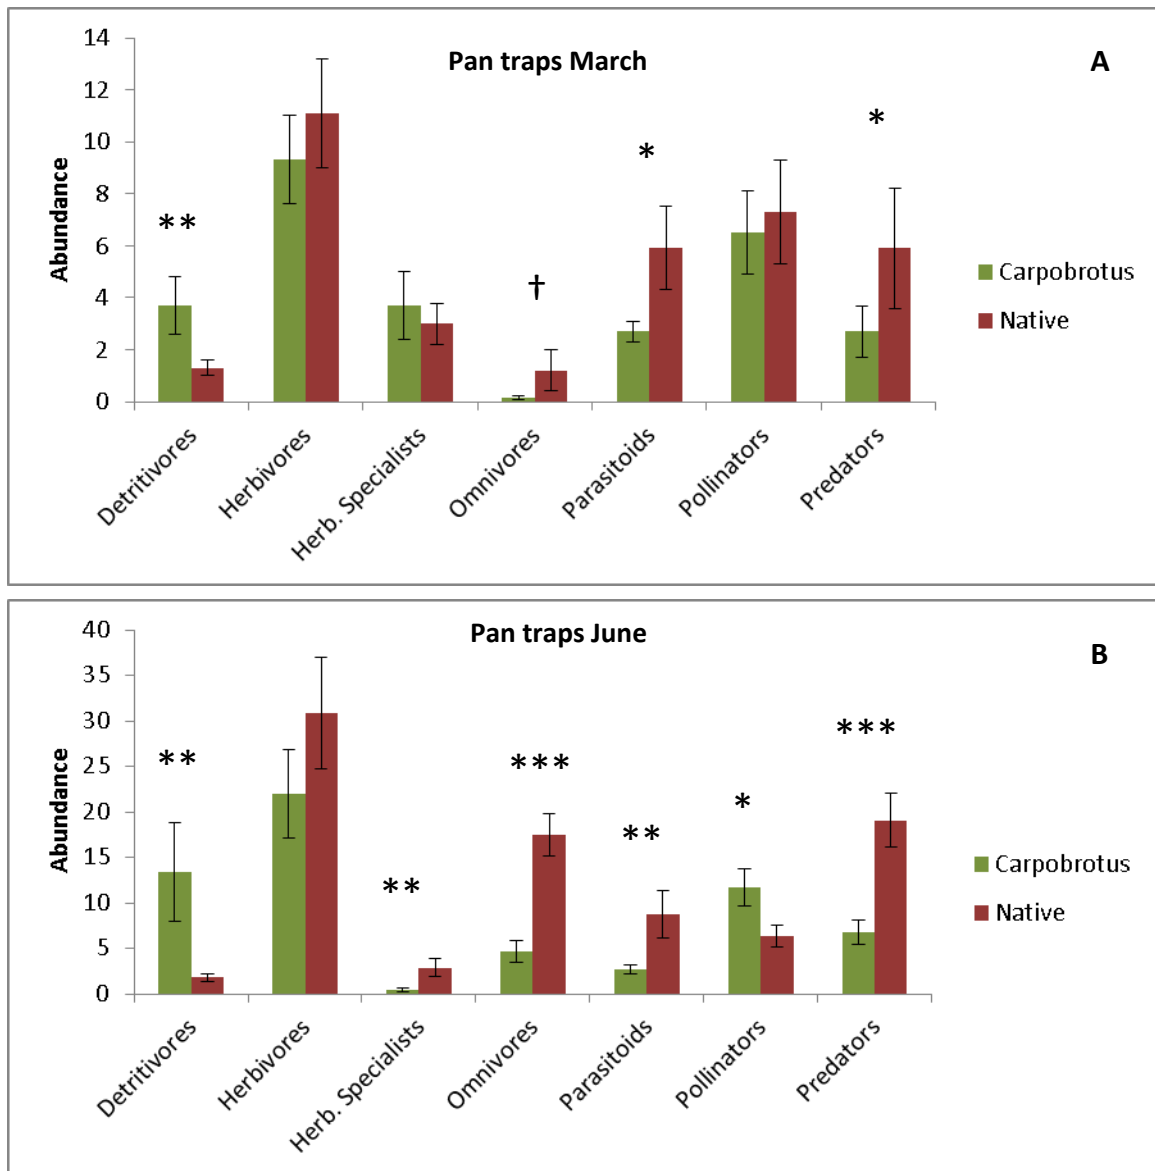 Pan traps March
A
Abundance
14
12
10
8
6
4
2
0
**
†
*
*
Carpobrotus
Native
Detritivores
Herbivores
Herb. Specialists
Omnivores
Parasitoids
Pollinators
Predators
Pan traps June
B
Abundance
40
35
30
25
20
15
10
5
0
**
**
***
**
*
***
Carpobrotus
Native
Detritivores
Herbivores
Herb. Specialists
Omnivores
Parasitoids
Pollinators
Predators